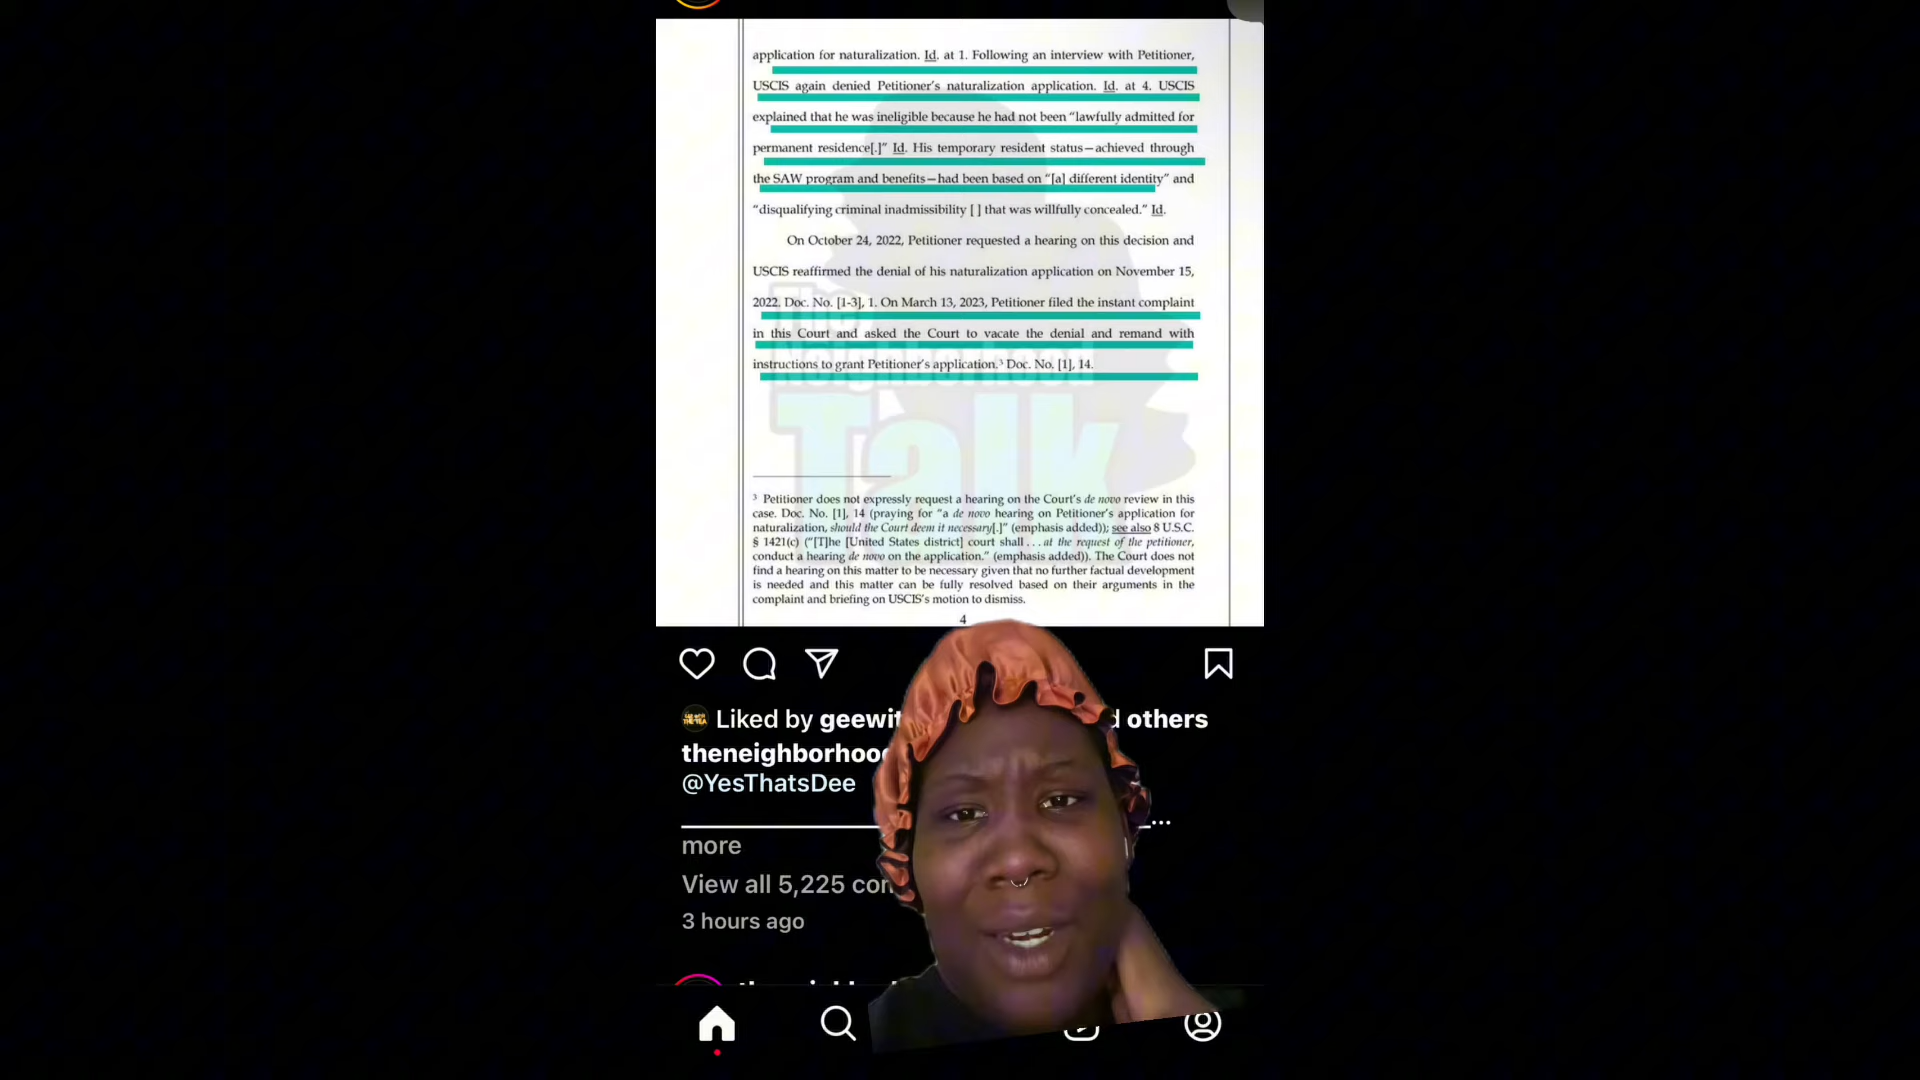 application for naturalization. Id. at 1. Following an interview with Petitioner,
USCIS again denied Petitioner's naturalization application. Id. at 4. USCIS
explained that he was ineligible because he had not been "lawfully admitted for
permanent residence[.]" Id. His temporary resident status—achieved through
the SAW program and benefits—had been based on "[a] different identity" and
"disqualifying criminal inadmissibility [ ] that was willfully concealed." Id.
On October 24, 2022, Petitioner requested a hearing on this decision and
USCIS reaffirmed the denial of his naturalization application on November 15,
2022. Doc. No. [1-3], 1. On March 13, 2023, Petitioner filed the instant complaint
in this Court and asked the Court to vacate the denial and remand with
instructions to grant Petitioner's application.³ Doc. No. [1], 14.
The
Neighborhood
Talk
³ Petitioner does not expressly request a hearing on the Court's de novo review in this
case. Doc. No. [1], 14 (praying for "a de novo hearing on Petitioner's application for
naturalization, should the Court deem it necessary[.]" (emphasis added)); see also 8 U.S.C.
§ 1421(c) ("[T]he [United States district] court shall . . . at the request of the petitioner,
conduct a hearing de novo on the application." (emphasis added)). The Court does not
find a hearing on this matter to be necessary given that no further factual development
is needed and this matter can be fully resolved based on their arguments in the
complaint and briefing on USCIS's motion to dismiss.
4
Liked by geewit others
theneighborhoo
@YesThatsDee
...
more
View all 5,225 com
3 hours ago